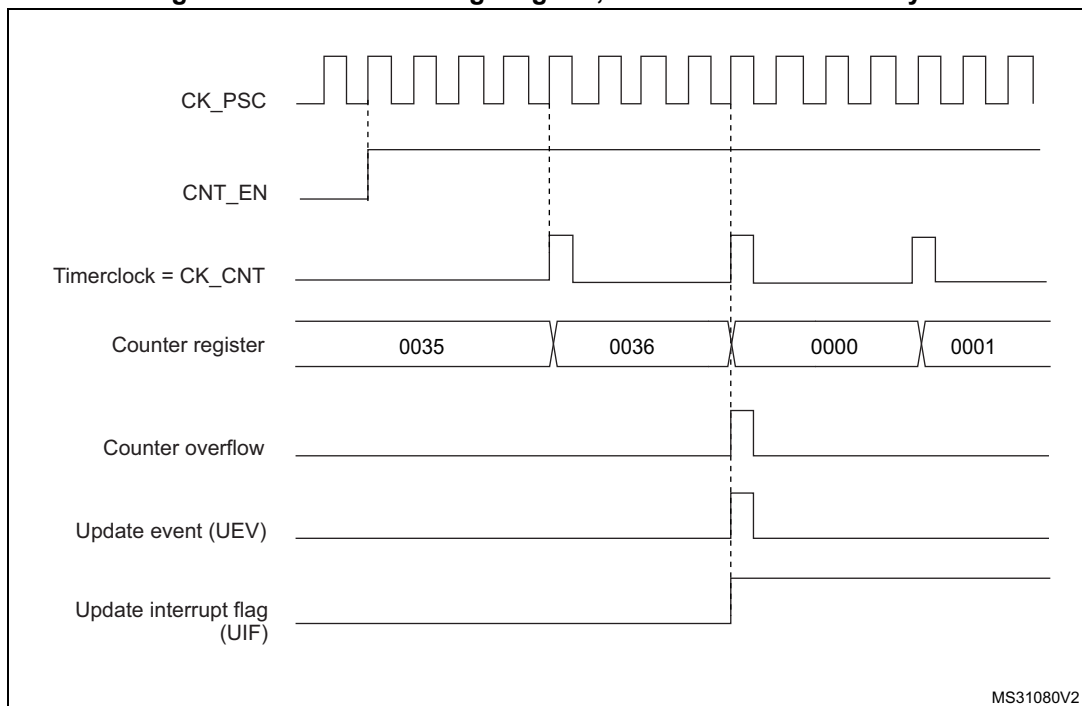 CK_PSC
CNT_EN
Timerclock = CK_CNT
Counter register
0035
0036
0000
0001
Counter overflow
Update event (UEV)
Update interrupt flag
(UIF)
MS31080V2